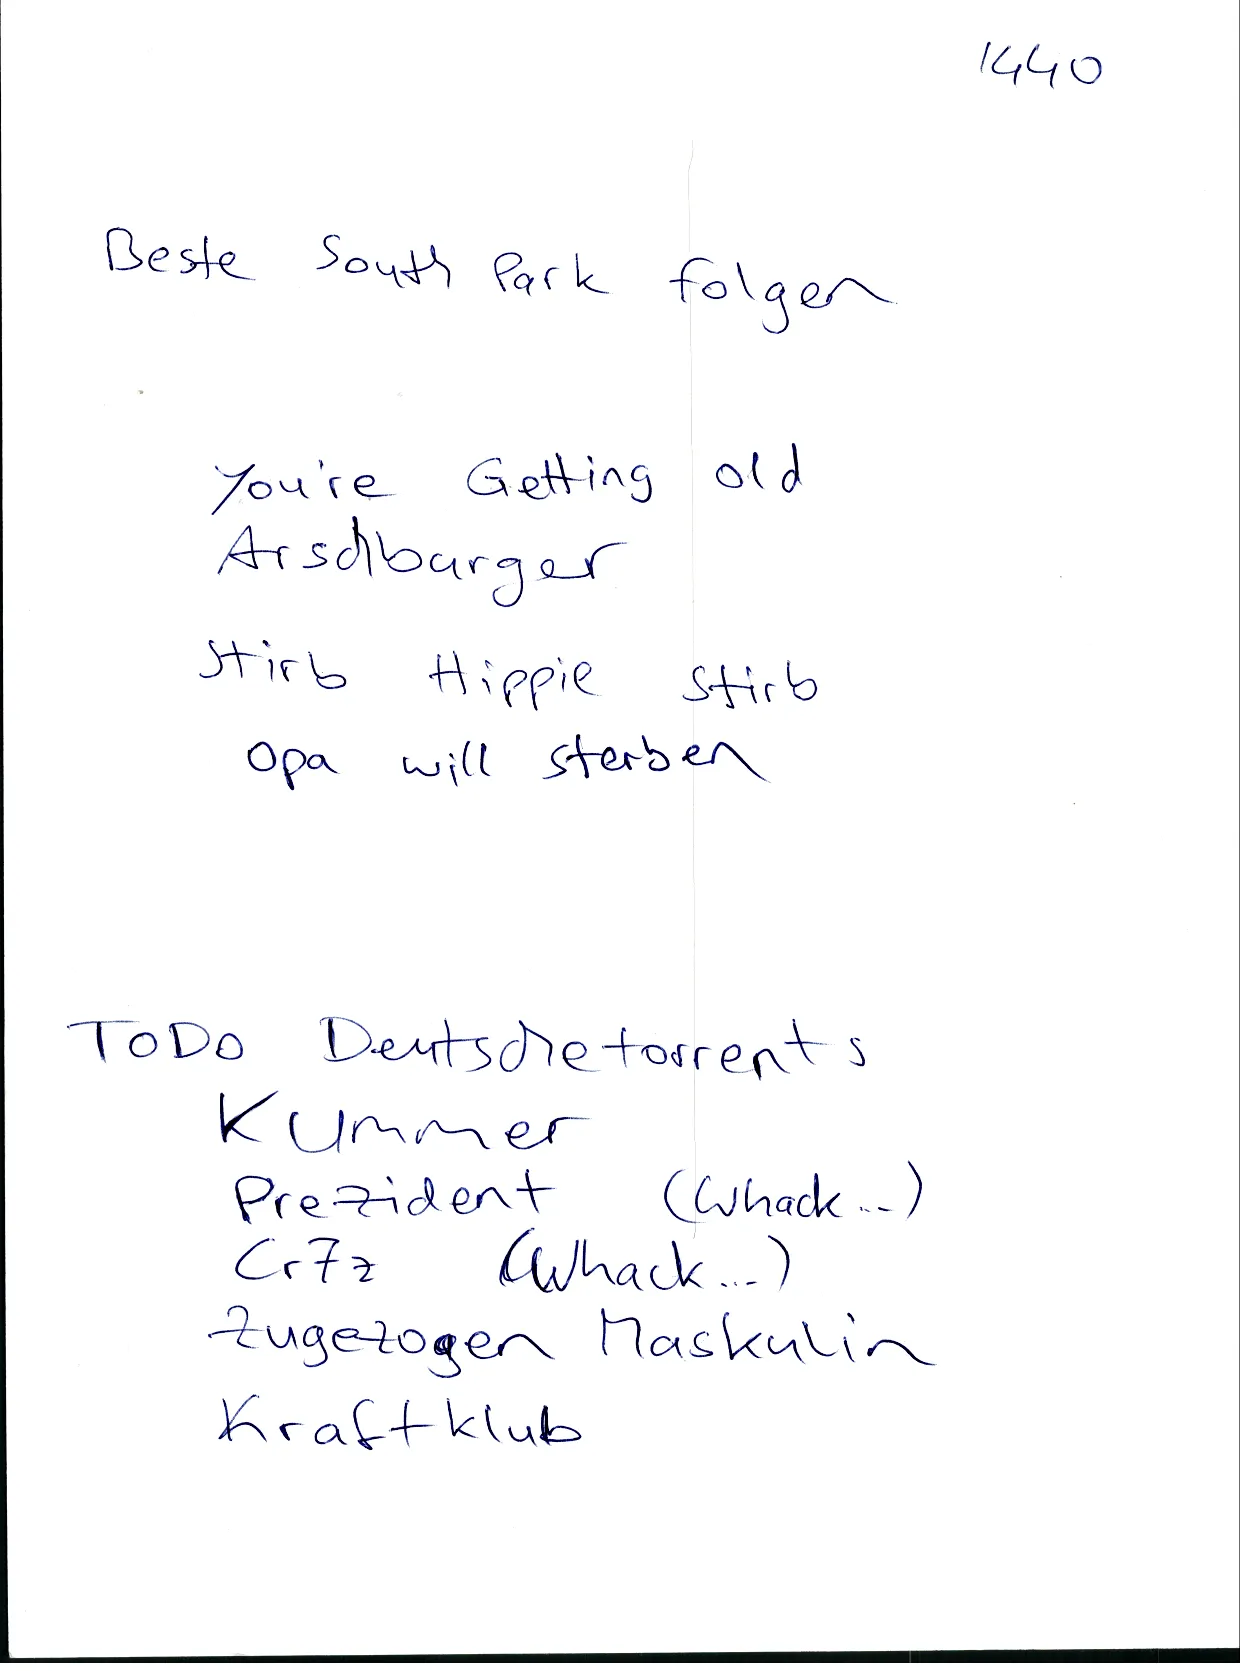 1440
Beste South Park folgen
You're Getting old
Arschburger
Stirb Hippie stirb
Opa will sterben
ToDo Deutschetorrents
Kummer
Prezident (Whack...)
Cr7z (Whack...)
Zugezogen Maskulin
Kraftklub